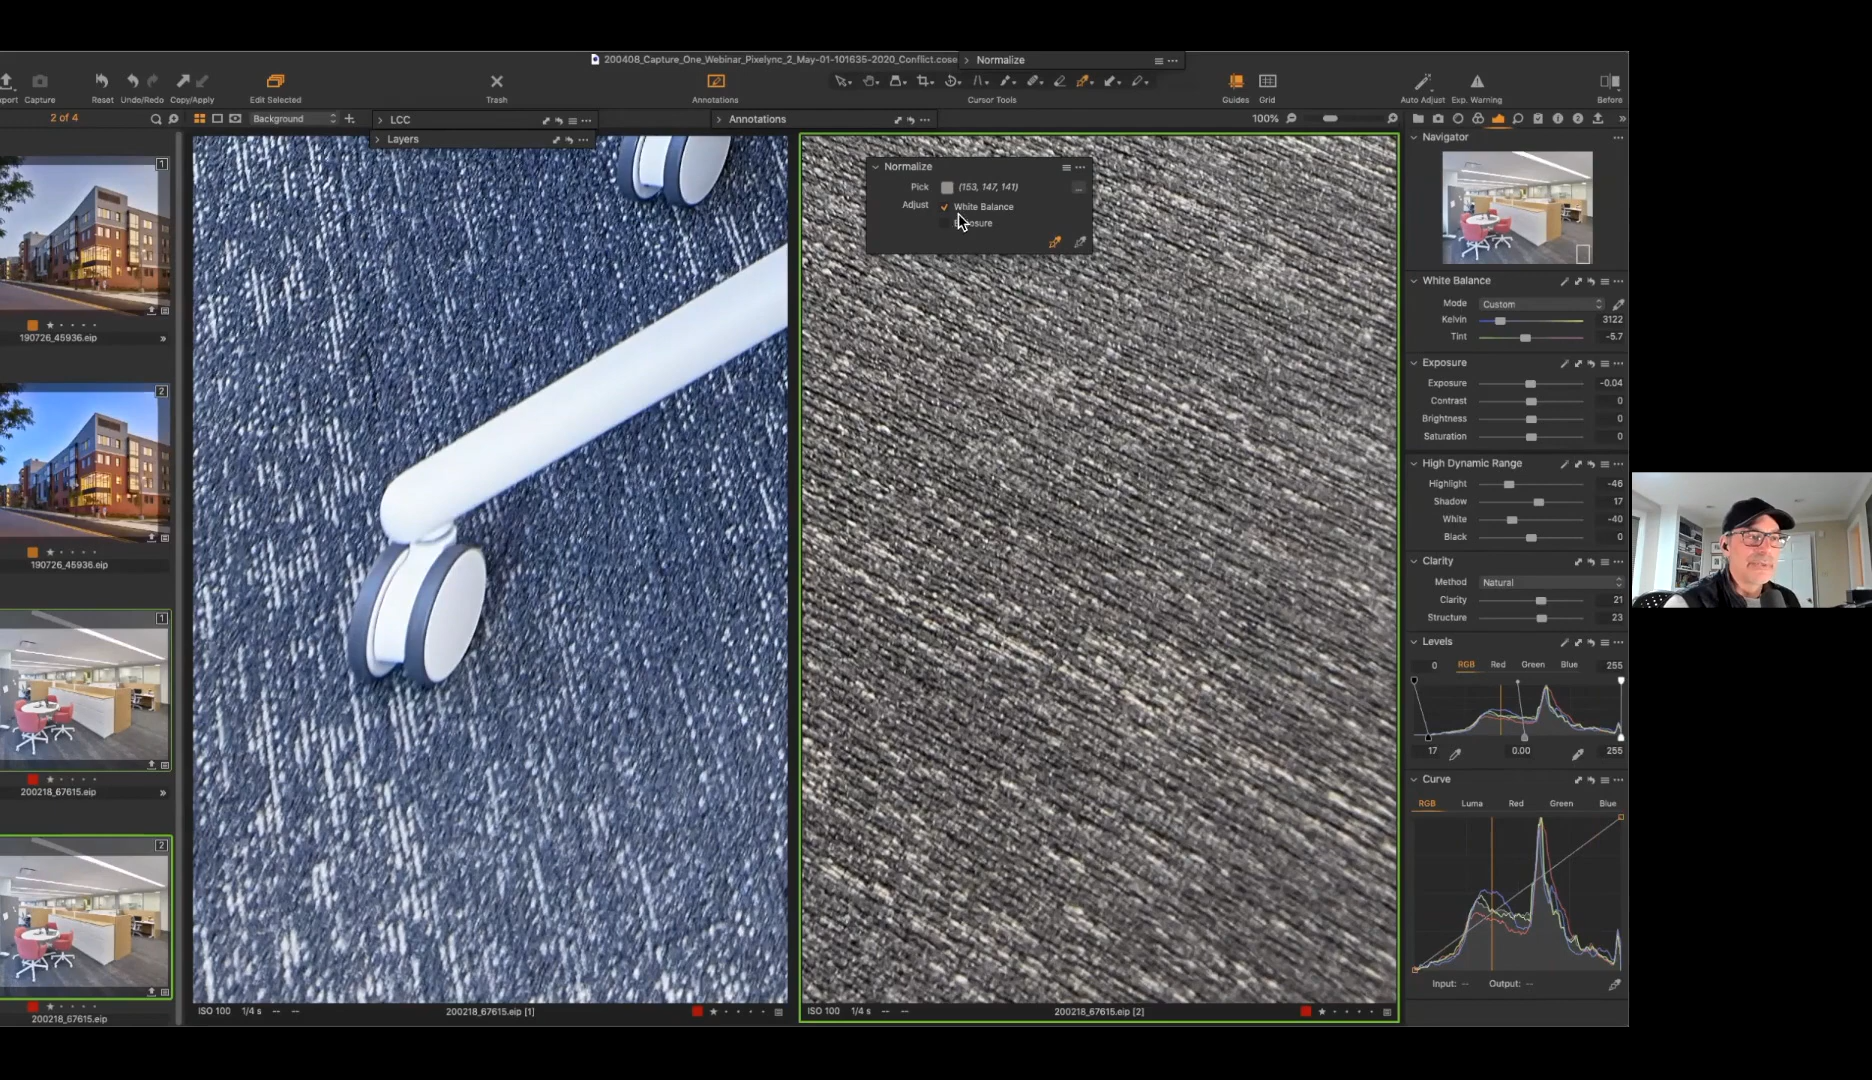 200408_Capture_One_Webinar_Pixelync_2_May-01-101635-2020_Conflict.cose
Normalize
Capture
Reset
Undo/Redo
Copy/Apply
Edit Selected
Trash
Annotations
Cursor Tools
Guides
Grid
Auto Adjust
Exp. Warning
Before
2 of 4
Background
LCC
Annotations
100%
Layers
Normalize
Pick (153, 147, 141)
Adjust White Balance
1
190726_45936.eip
2
190726_45936.eip
1
200218_67615.eip
2
200218_67615.eip
ISO 100 1/4 s -- -- 200218_67615.eip [1]
ISO 100 1/4 s -- -- 200218_67615.eip [2]
Navigator
White Balance
Mode Custom
Kelvin 3122
Tint -5.7
Exposure
Exposure -0.04
Contrast 0
Brightness 0
Saturation 0
High Dynamic Range
Highlight -46
Shadow 17
White -40
Black 0
Clarity
Method Natural
Clarity 21
Structure 23
Levels
0 RGB Red Green Blue 255
17 0.00 255
Curve
RGB Luma Red Green Blue
Input: -- Output: --